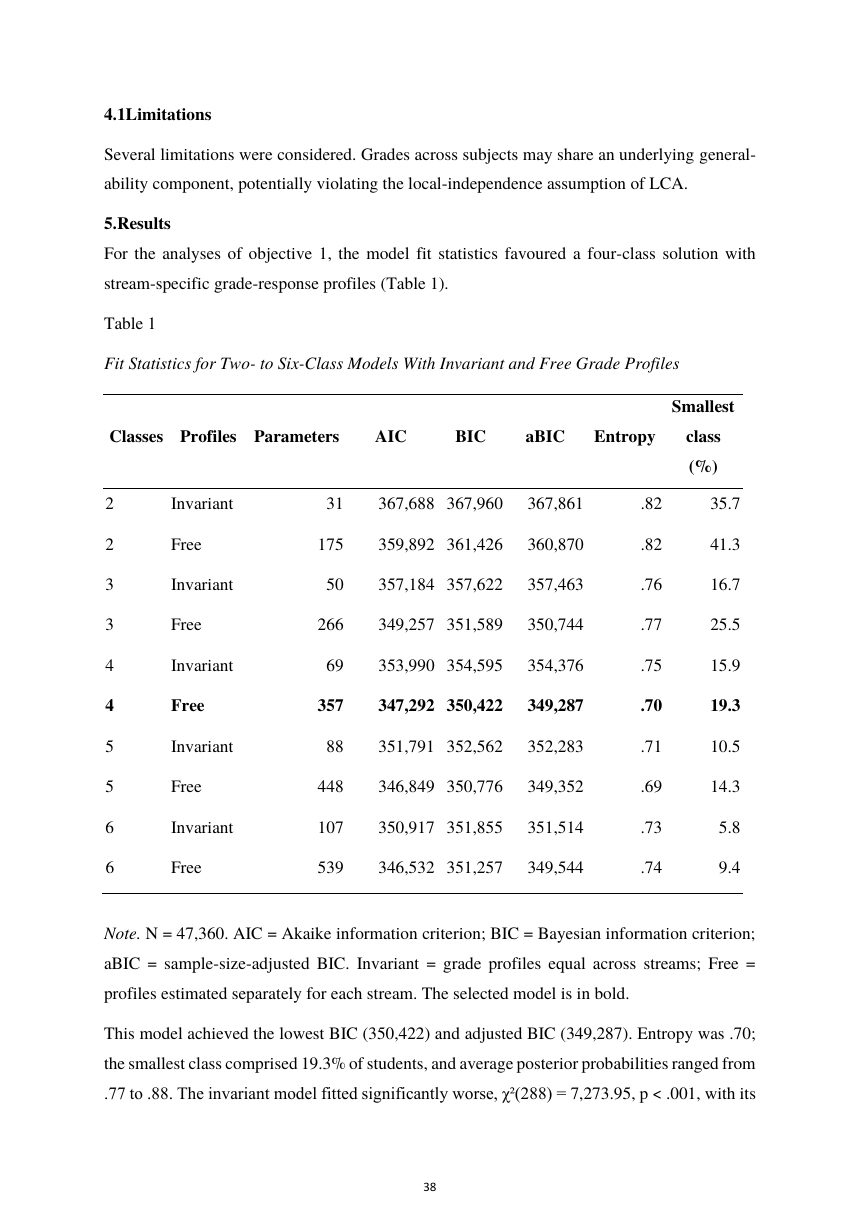 4.1Limitations
Several limitations were considered. Grades across subjects may share an underlying general-
ability component, potentially violating the local-independence assumption of LCA.
5.Results
For the analyses of objective 1, the model fit statistics favoured a four-class solution with
stream-specific grade-response profiles (Table 1).
Table 1
Fit Statistics for Two- to Six-Class Models With Invariant and Free Grade Profiles
Classes Profiles Parameters AIC BIC aBIC Entropy Smallest class (%)
2 Invariant 31 367,688 367,960 367,861 .82 35.7
2 Free 175 359,892 361,426 360,870 .82 41.3
3 Invariant 50 357,184 357,622 357,463 .76 16.7
3 Free 266 349,257 351,589 350,744 .77 25.5
4 Invariant 69 353,990 354,595 354,376 .75 15.9
4 Free 357 347,292 350,422 349,287 .70 19.3
5 Invariant 88 351,791 352,562 352,283 .71 10.5
5 Free 448 346,849 350,776 349,352 .69 14.3
6 Invariant 107 350,917 351,855 351,514 .73 5.8
6 Free 539 346,532 351,257 349,544 .74 9.4
Note. N = 47,360. AIC = Akaike information criterion; BIC = Bayesian information criterion;
aBIC = sample-size-adjusted BIC. Invariant = grade profiles equal across streams; Free =
profiles estimated separately for each stream. The selected model is in bold.
This model achieved the lowest BIC (350,422) and adjusted BIC (349,287). Entropy was .70;
the smallest class comprised 19.3% of students, and average posterior probabilities ranged from
.77 to .88. The invariant model fitted significantly worse, χ²(288) = 7,273.95, p < .001, with its
38